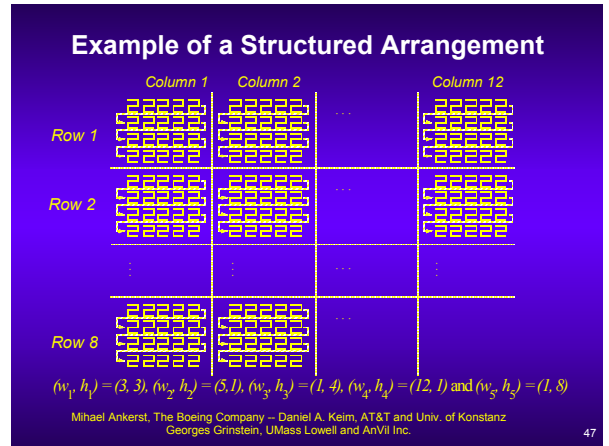 Example of a Structured Arrangement
Column 1 Column 2 Column 12
Row 1 . . .
Row 2 . . .
. . .
Row 8 . . .
(w1, h1) = (3, 3), (w2, h2) = (5,1), (w3, h3) = (1, 4), (w4, h4) = (12, 1) and (w5, h5) = (1, 8)
Mihael Ankerst, The Boeing Company -- Daniel A. Keim, AT&T and Univ. of Konstanz
Georges Grinstein, UMass Lowell and AnVil Inc.
47